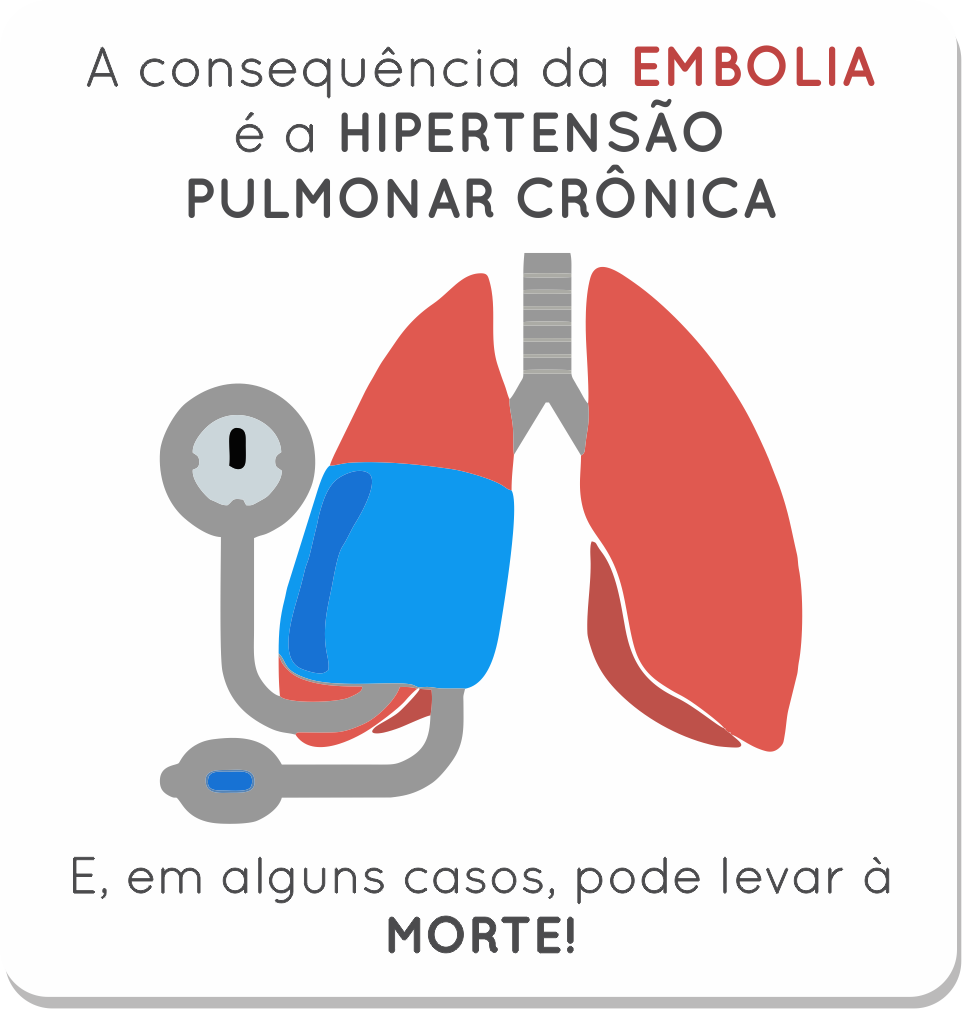 A consequência da EMBOLIA
é a HIPERTENSÃO
PULMONAR CRÔNICA
E, em alguns casos, pode levar à
MORTE!